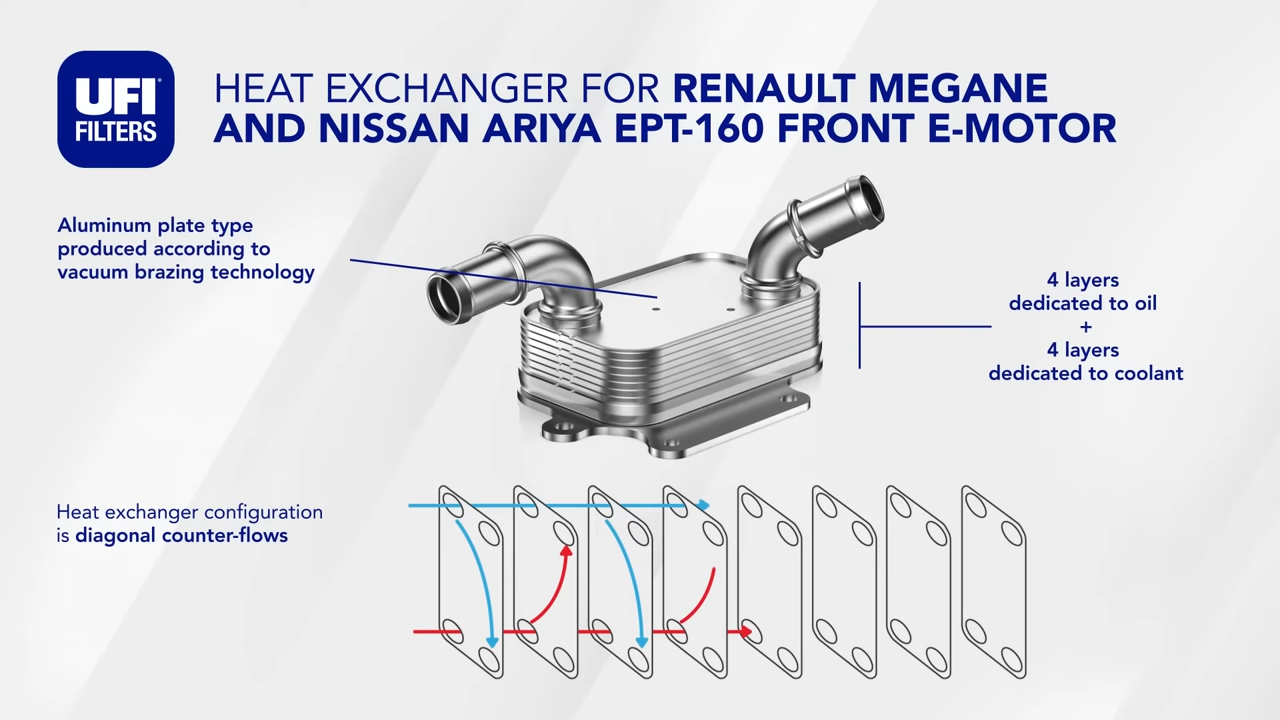 UFI
FILTERS
HEAT EXCHANGER FOR RENAULT MEGANE
AND NISSAN ARIYA EPT-160 FRONT E-MOTOR
Aluminum plate type
produced according to
vacuum brazing technology
4 layers
dedicated to oil
+
4 layers
dedicated to coolant
Heat exchanger configuration
is diagonal counter-flows